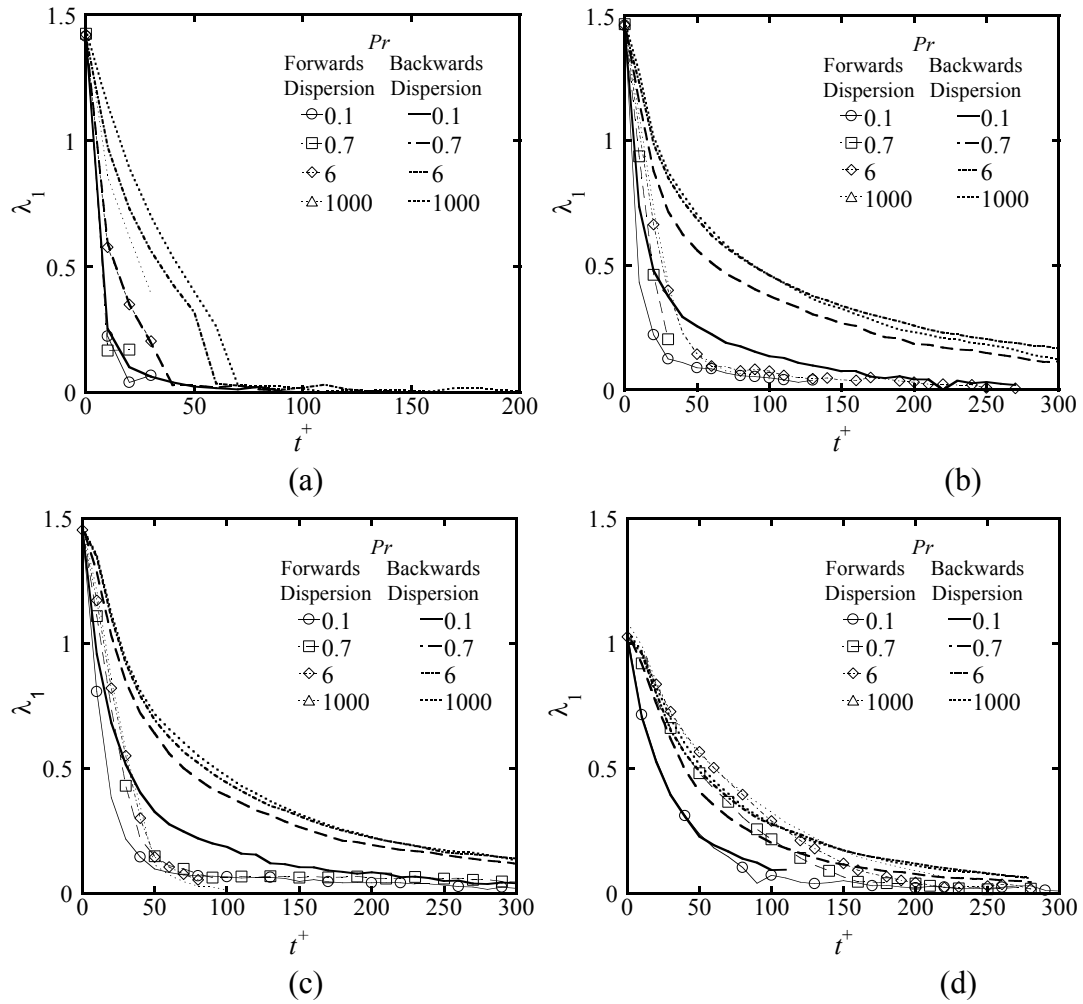 1.5
1
0.5
0
λ1
Pr
Forwards Backwards
Dispersion Dispersion
0.1 0.1
0.7 0.7
6 6
1000 1000
0 50 100 150 200
t+
(a)
1.5
1
0.5
0
λ1
Pr
Forwards Backwards
Dispersion Dispersion
0.1 0.1
0.7 0.7
6 6
1000 1000
0 50 100 150 200 250 300
t+
(b)
1.5
1
0.5
0
λ1
Pr
Forwards Backwards
Dispersion Dispersion
0.1 0.1
0.7 0.7
6 6
1000 1000
0 50 100 150 200 250 300
t+
(c)
1.5
1
0.5
0
λ1
Pr
Forwards Backwards
Dispersion Dispersion
0.1 0.1
0.7 0.7
6 6
1000 1000
0 50 100 150 200 250 300
t+
(d)